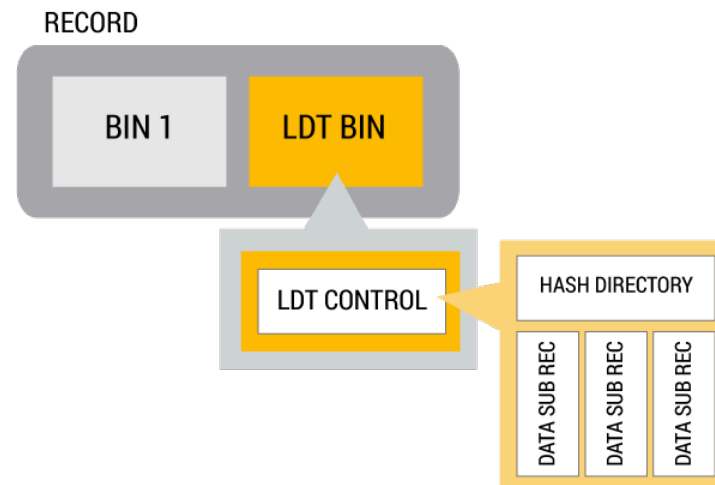 RECORD
BIN 1
LDT BIN
LDT CONTROL
HASH DIRECTORY
DATA SUB REC
DATA SUB REC
DATA SUB REC